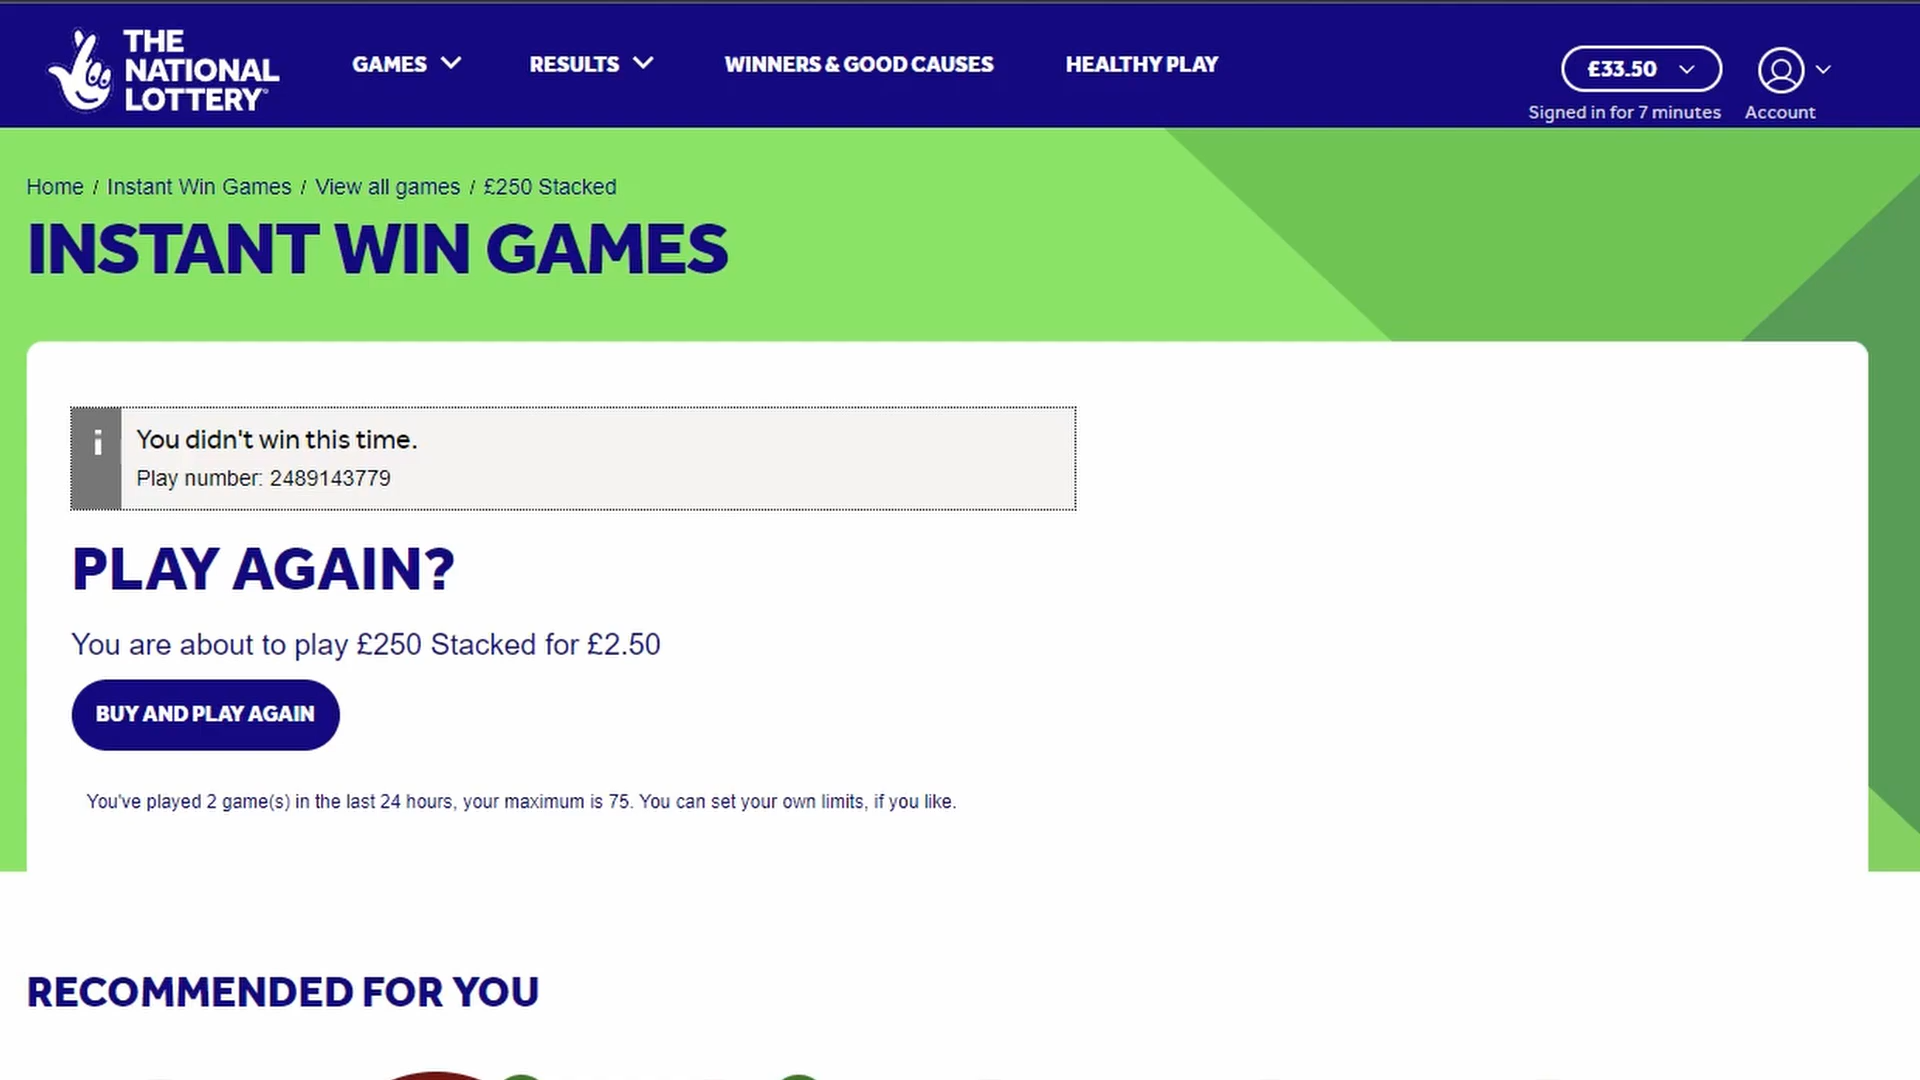 THE
NATIONAL
LOTTERY
GAMES
RESULTS
WINNERS & GOOD CAUSES
HEALTHY PLAY
£33.50
Signed in for 7 minutes
Account
Home / Instant Win Games / View all games / £250 Stacked
INSTANT WIN GAMES
i
You didn't win this time.
Play number: 2489143779
PLAY AGAIN?
You are about to play £250 Stacked for £2.50
BUY AND PLAY AGAIN
You've played 2 game(s) in the last 24 hours, your maximum is 75. You can set your own limits, if you like.
RECOMMENDED FOR YOU